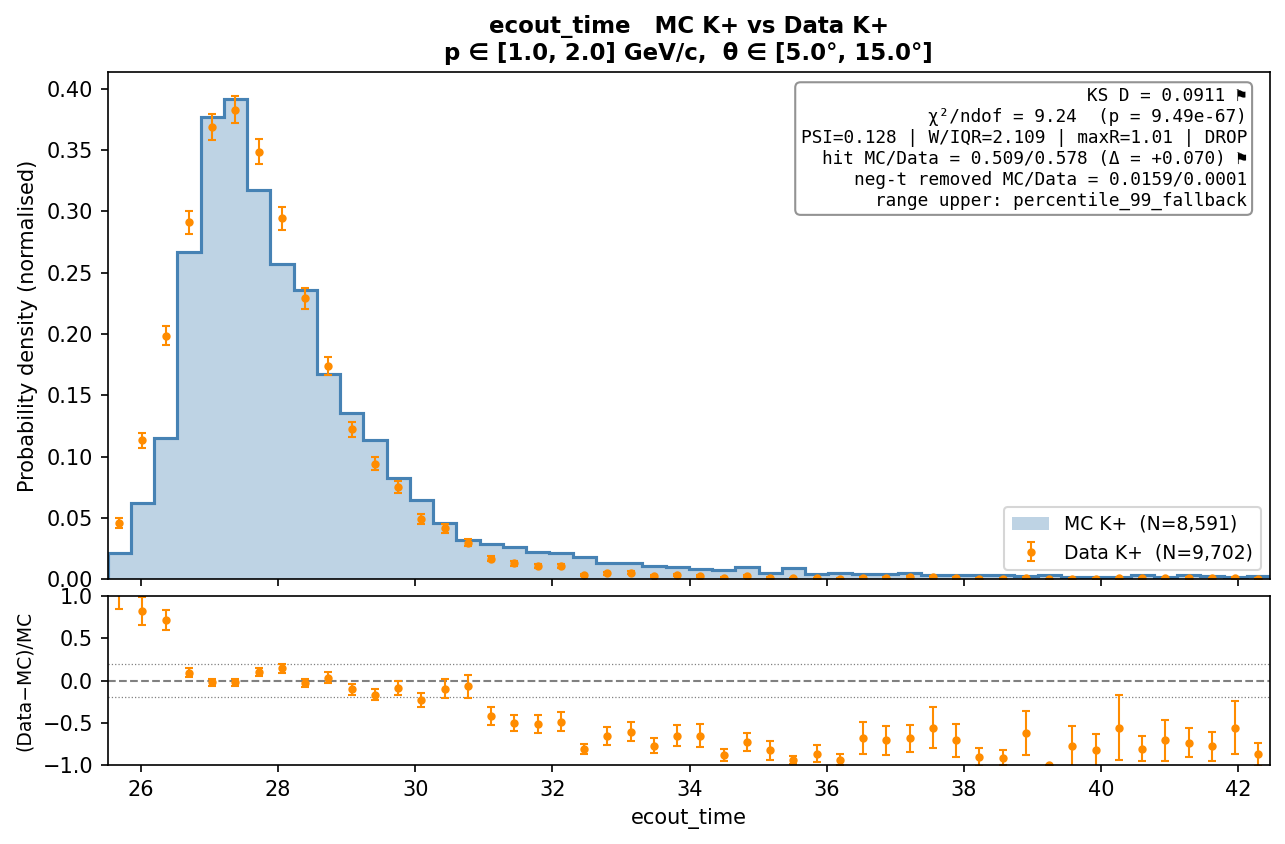 ecout_time   MC K+ vs Data K+
p ∈ [1.0, 2.0] GeV/c,  θ ∈ [5.0°, 15.0°]
KS D = 0.0911 ⚑
χ²/ndof = 9.24  (p = 9.49e-67)
PSI=0.128 | W/IQR=2.109 | maxR=1.01 | DROP
hit MC/Data = 0.509/0.578 (Δ = +0.070) ⚑
neg-t removed MC/Data = 0.0159/0.0001
range upper: percentile_99_fallback
Probability density (normalised)
0.40
0.35
0.30
0.25
0.20
0.15
0.10
0.05
0.00
MC K+  (N=8,591)
Data K+  (N=9,702)
(Data−MC)/MC
1.0
0.5
0.0
−0.5
−1.0
26 28 30 32 34 36 38 40 42
ecout_time